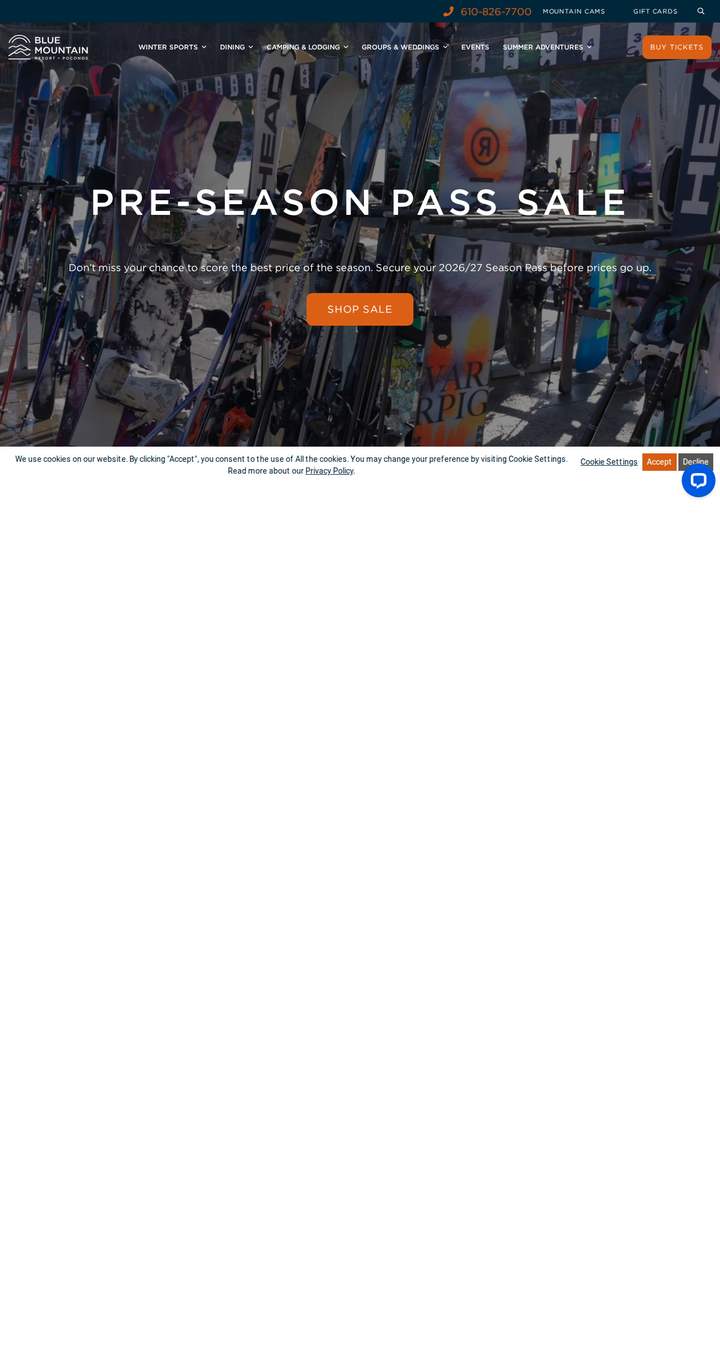 610-826-7700 MOUNTAIN CAMS GIFT CARDS
BLUE
MOUNTAIN
RESORT • POCONOS
WINTER SPORTS DINING CAMPING & LODGING GROUPS & WEDDINGS EVENTS SUMMER ADVENTURES
BUY TICKETS
HEAD
HEAD
PRE-SEASON PASS SALE
Don't miss your chance to score the best price of the season. Secure your 2026/27 Season Pass before prices go up.
SHOP SALE
WAR
PIG
We use cookies on our website. By clicking "Accept", you consent to the use of All the cookies. You may change your preference by visiting Cookie Settings.
Read more about our Privacy Policy.
Cookie Settings
Accept
Decline